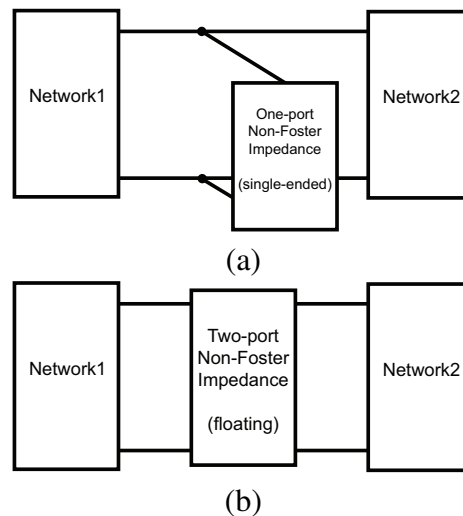 Network1
One-port
Non-Foster
Impedance
(single-ended)
Network2
(a)
Network1
Two-port
Non-Foster
Impedance
(floating)
Network2
(b)